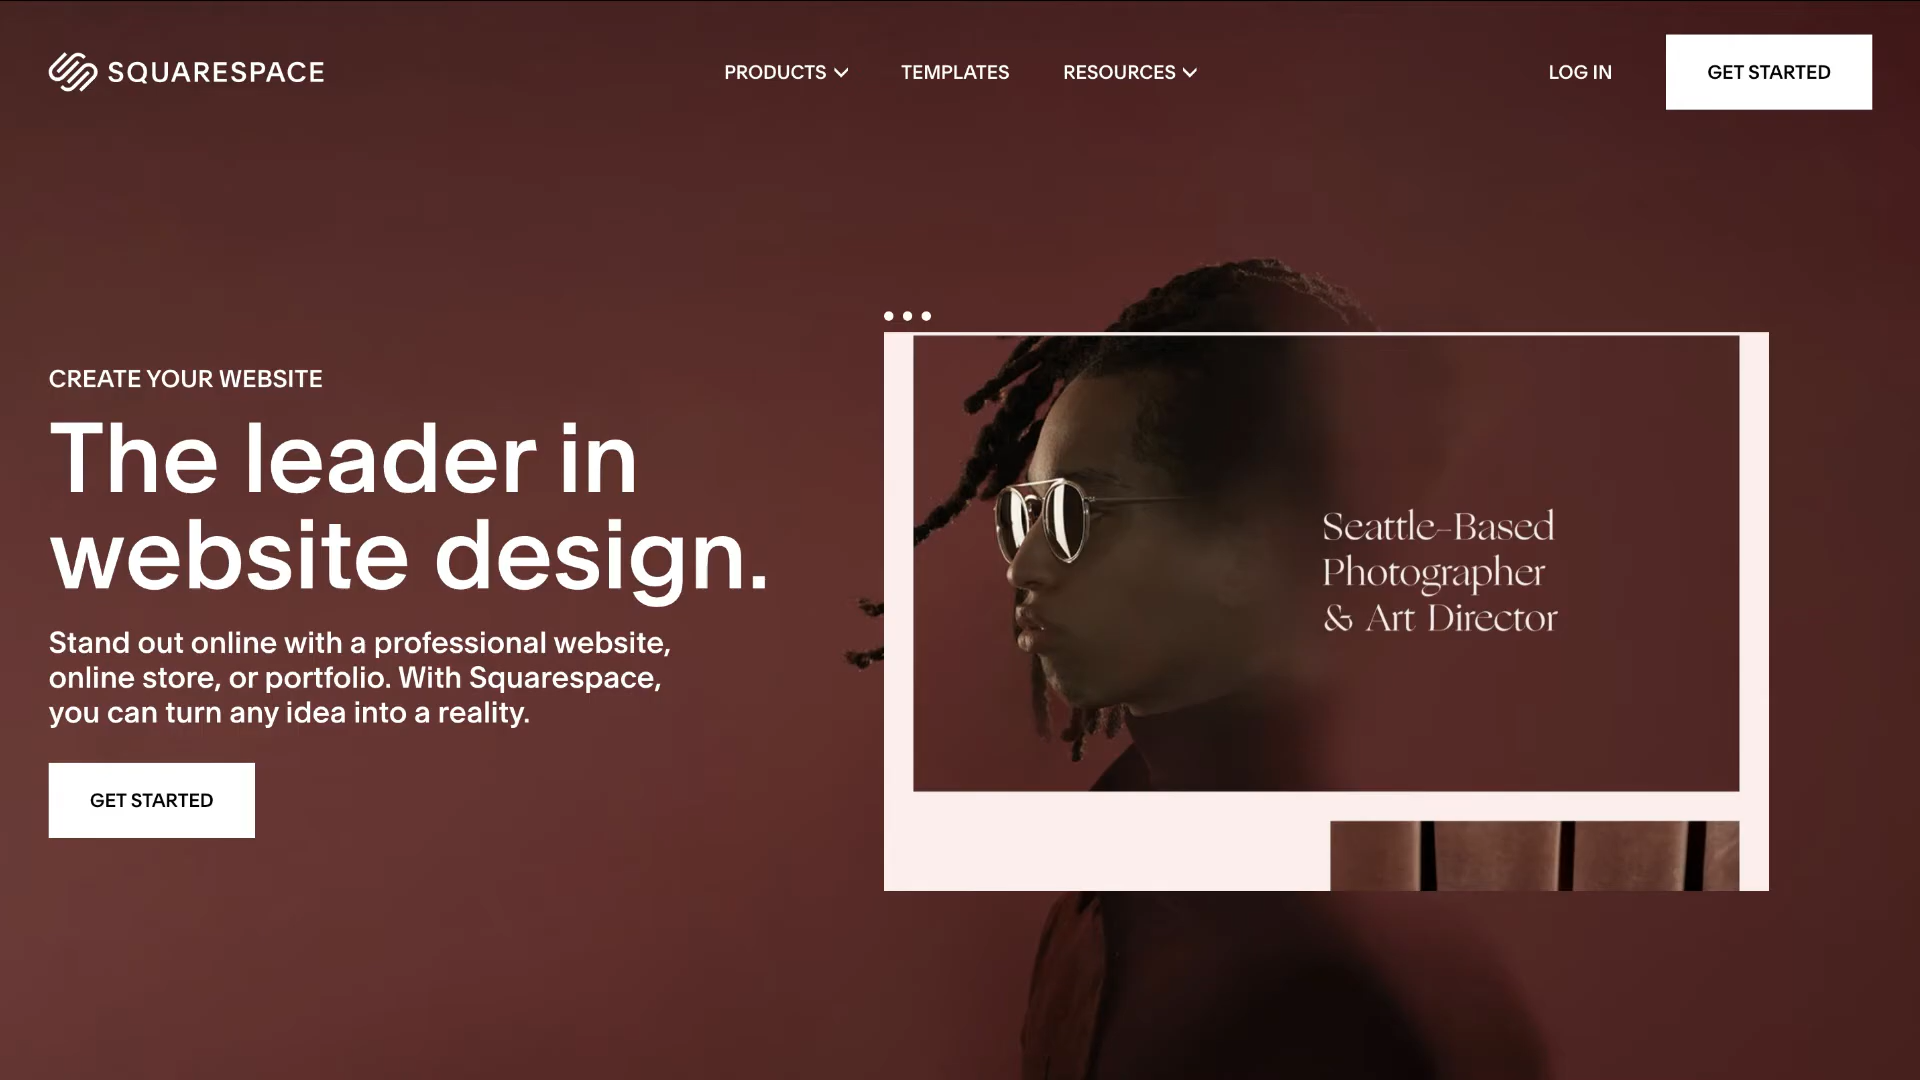 SQUARESPACE
PRODUCTS
TEMPLATES
RESOURCES
LOG IN
GET STARTED
CREATE YOUR WEBSITE
The leader in
website design.
Stand out online with a professional website,
online store, or portfolio. With Squarespace,
you can turn any idea into a reality.
GET STARTED
Seattle-Based
Photographer
& Art Director